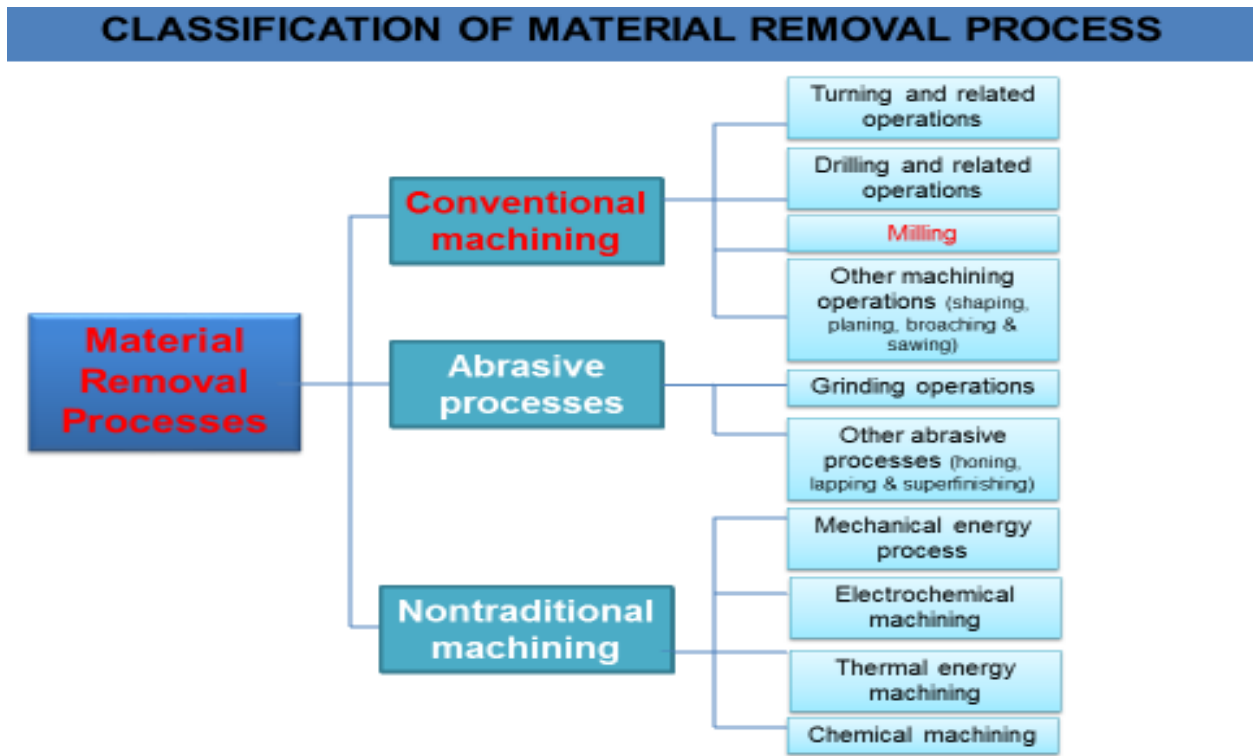 CLASSIFICATION OF MATERIAL REMOVAL PROCESS
Material
Removal
Processes
Conventional
machining
Turning and related
operations
Drilling and related
operations
Milling
Other machining
operations (shaping,
planing, broaching &
sawing)
Abrasive
processes
Grinding operations
Other abrasive
processes (honing,
lapping & superfinishing)
Nontraditional
machining
Mechanical energy
process
Electrochemical
machining
Thermal energy
machining
Chemical machining